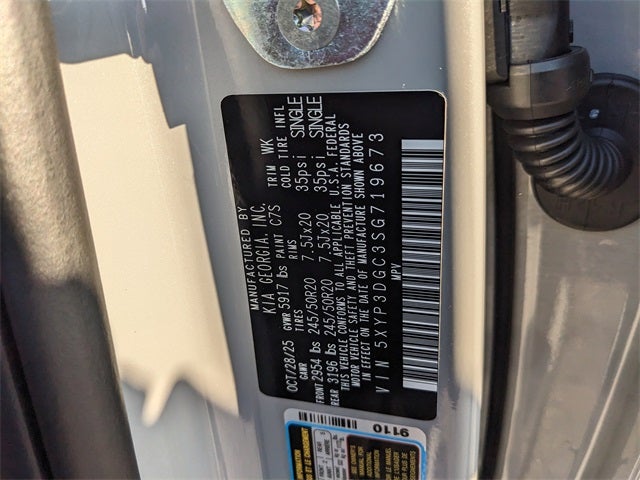 MANUFACTURED BY
KIA GEORGIA, INC.
OCT/28/25 GVWR 5917 lbs PAINT C7S TRIM WK
GAWR TIRES RIMS COLD TIRE INFL
FRONT 2954 lbs 245/50R20 7.5Jx20 35psi SINGLE
REAR 3196 lbs 245/50R20 7.5Jx20 35psi SINGLE
THIS VEHICLE CONFORMS TO ALL APPLICABLE U.S.A. FEDERAL
MOTOR VEHICLE SAFETY AND THEFT PREVENTION STANDARDS
IN EFFECT ON THE DATE OF MANUFACTURE SHOWN ABOVE
VIN 5XYP3DGC3SG719673
MPV
9110